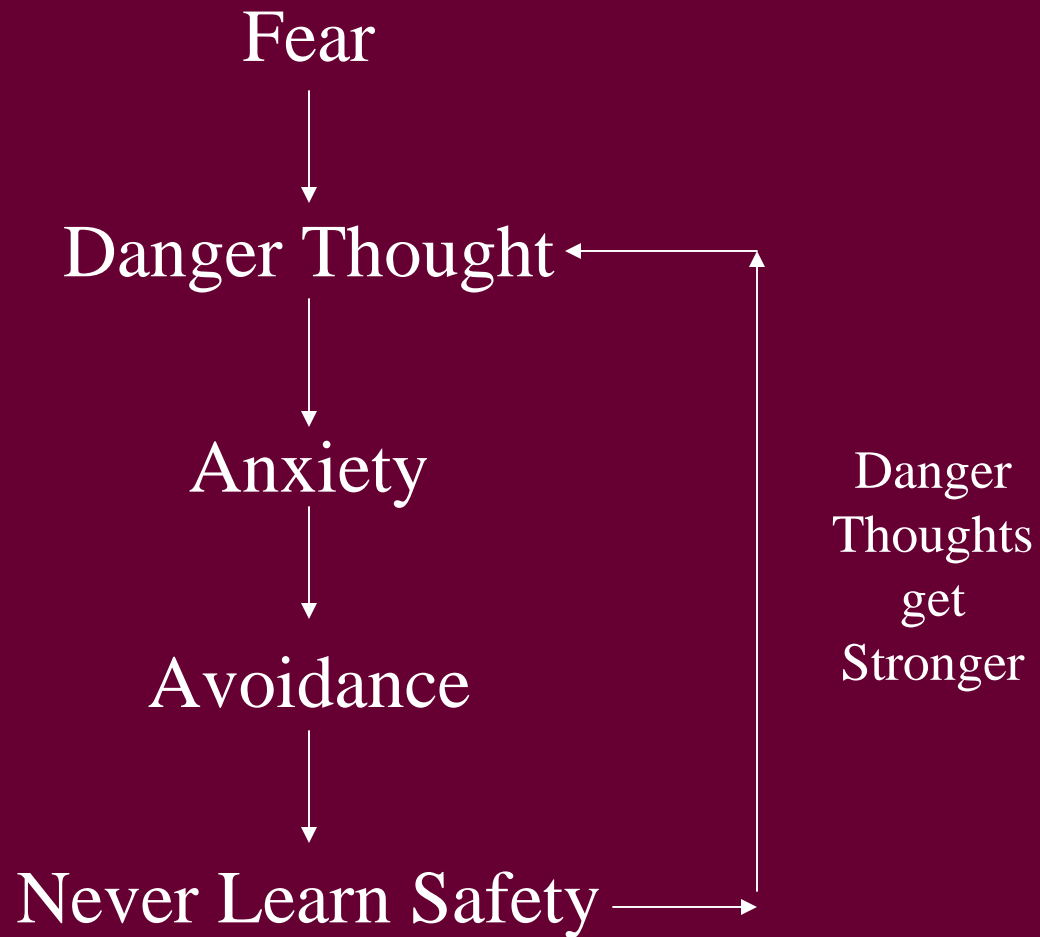 Fear
Danger Thought
Anxiety
Avoidance
Never Learn Safety
Danger
Thoughts
get
Stronger